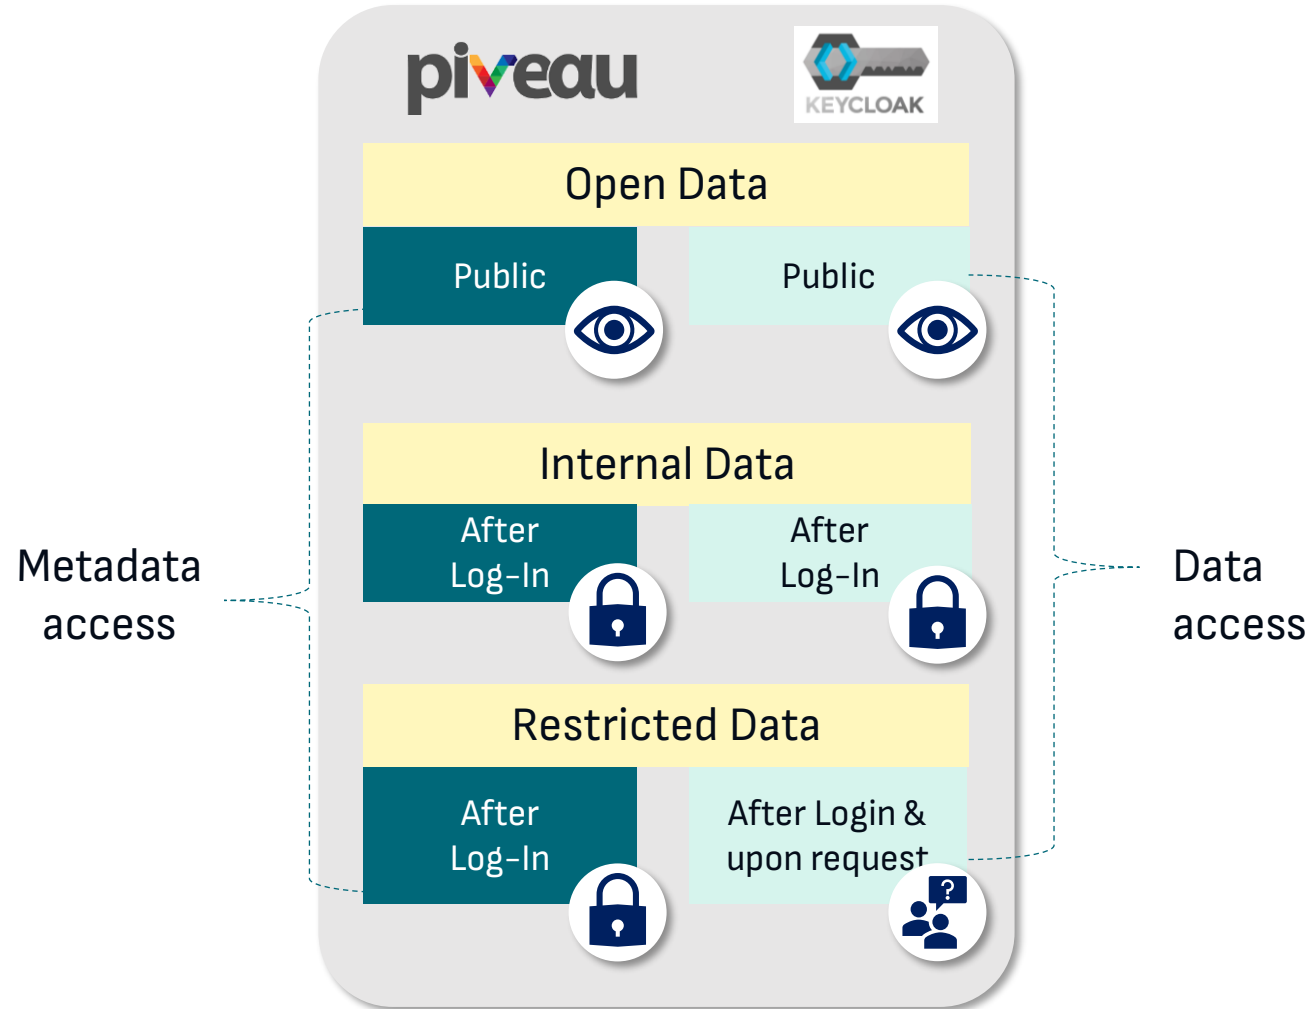 piveau
KEYCLOAK
Open Data
Public
Public
Internal Data
After
Log-In
After
Log-In
Metadata
access
Data
access
Restricted Data
After
Log-In
After Login &
upon request
?